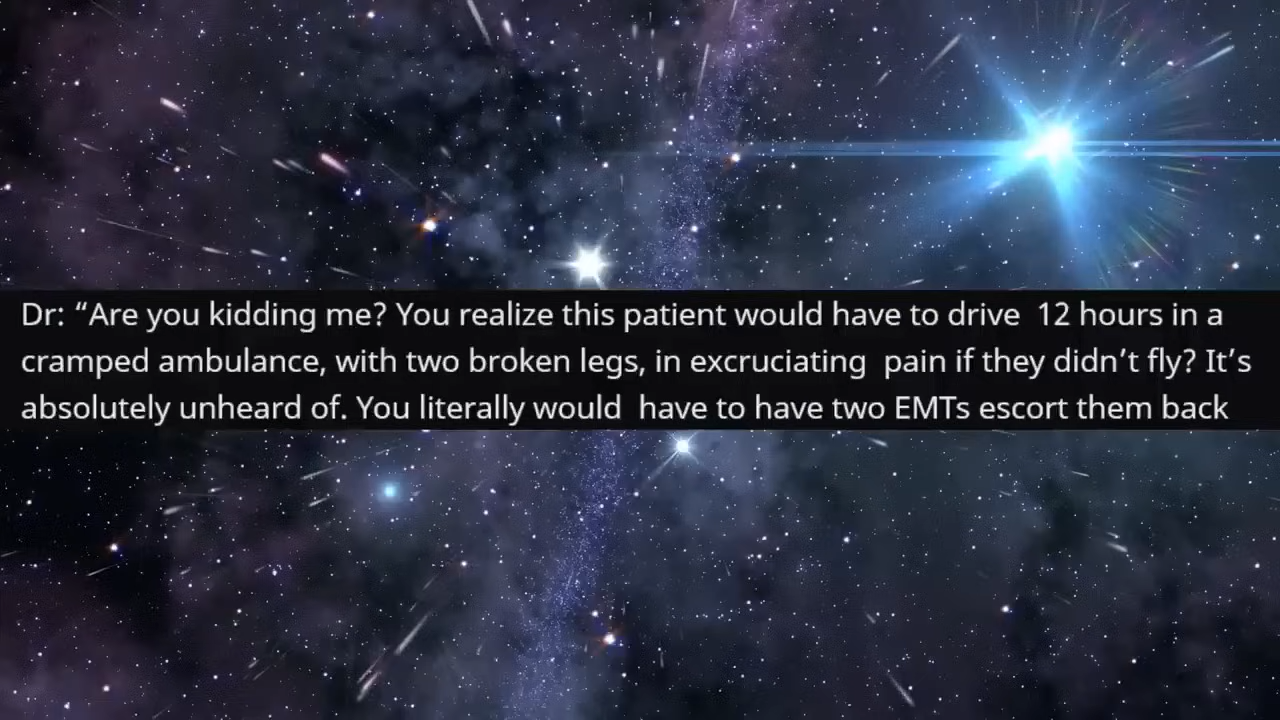 Dr: “Are you kidding me? You realize this patient would have to drive  12 hours in a
cramped ambulance, with two broken legs, in excruciating  pain if they didn’t fly? It’s
absolutely unheard of. You literally would  have to have two EMTs escort them back